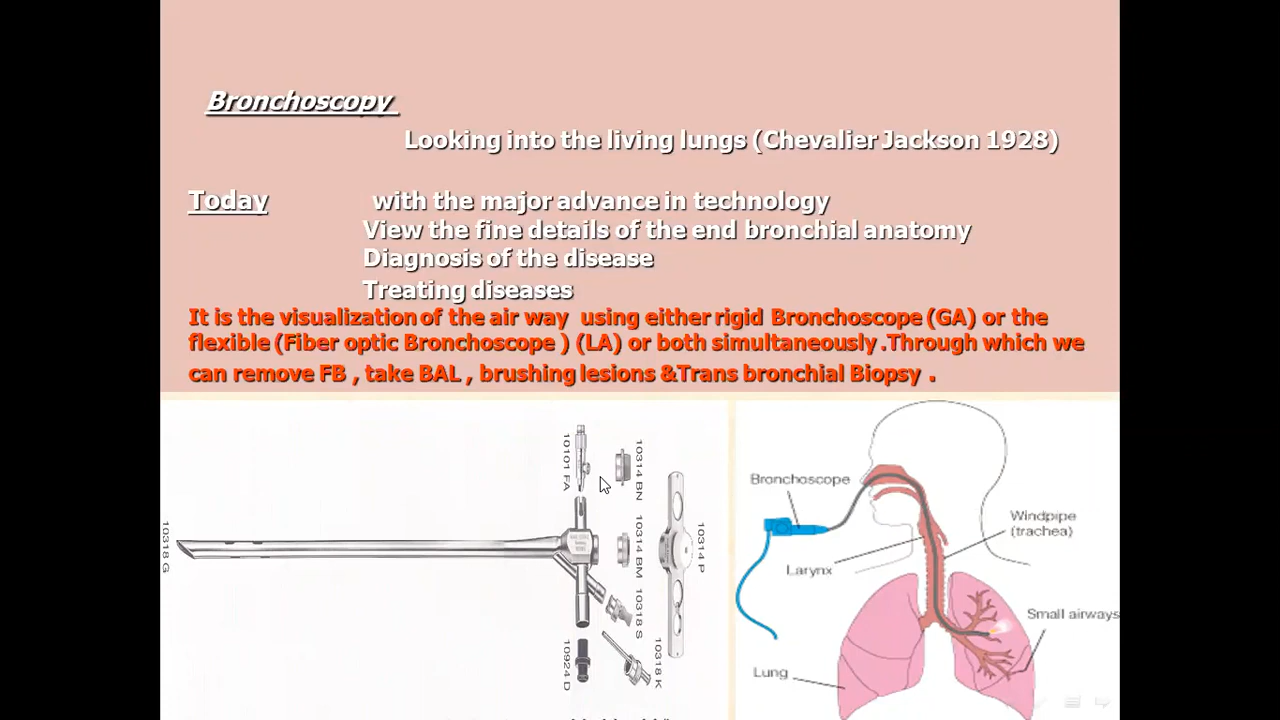 Bronchoscopy
Looking into the living lungs (Chevalier Jackson 1928)
Today with the major advance in technology
View the fine details of the end bronchial anatomy
Diagnosis of the disease
Treating diseases
It is the visualization of the air way using either rigid Bronchoscope (GA) or the
flexible (Fiber optic Bronchoscope ) (LA) or both simultaneously .Through which we
can remove FB , take BAL , brushing lesions &Trans bronchial Biopsy .
10318 G
10101 FA
10314 BN
10314 BM
10314 P
10318 S
10318 K
10924 D
Bronchoscope
Windpipe
(trachea)
Larynx
Small airways
Lung